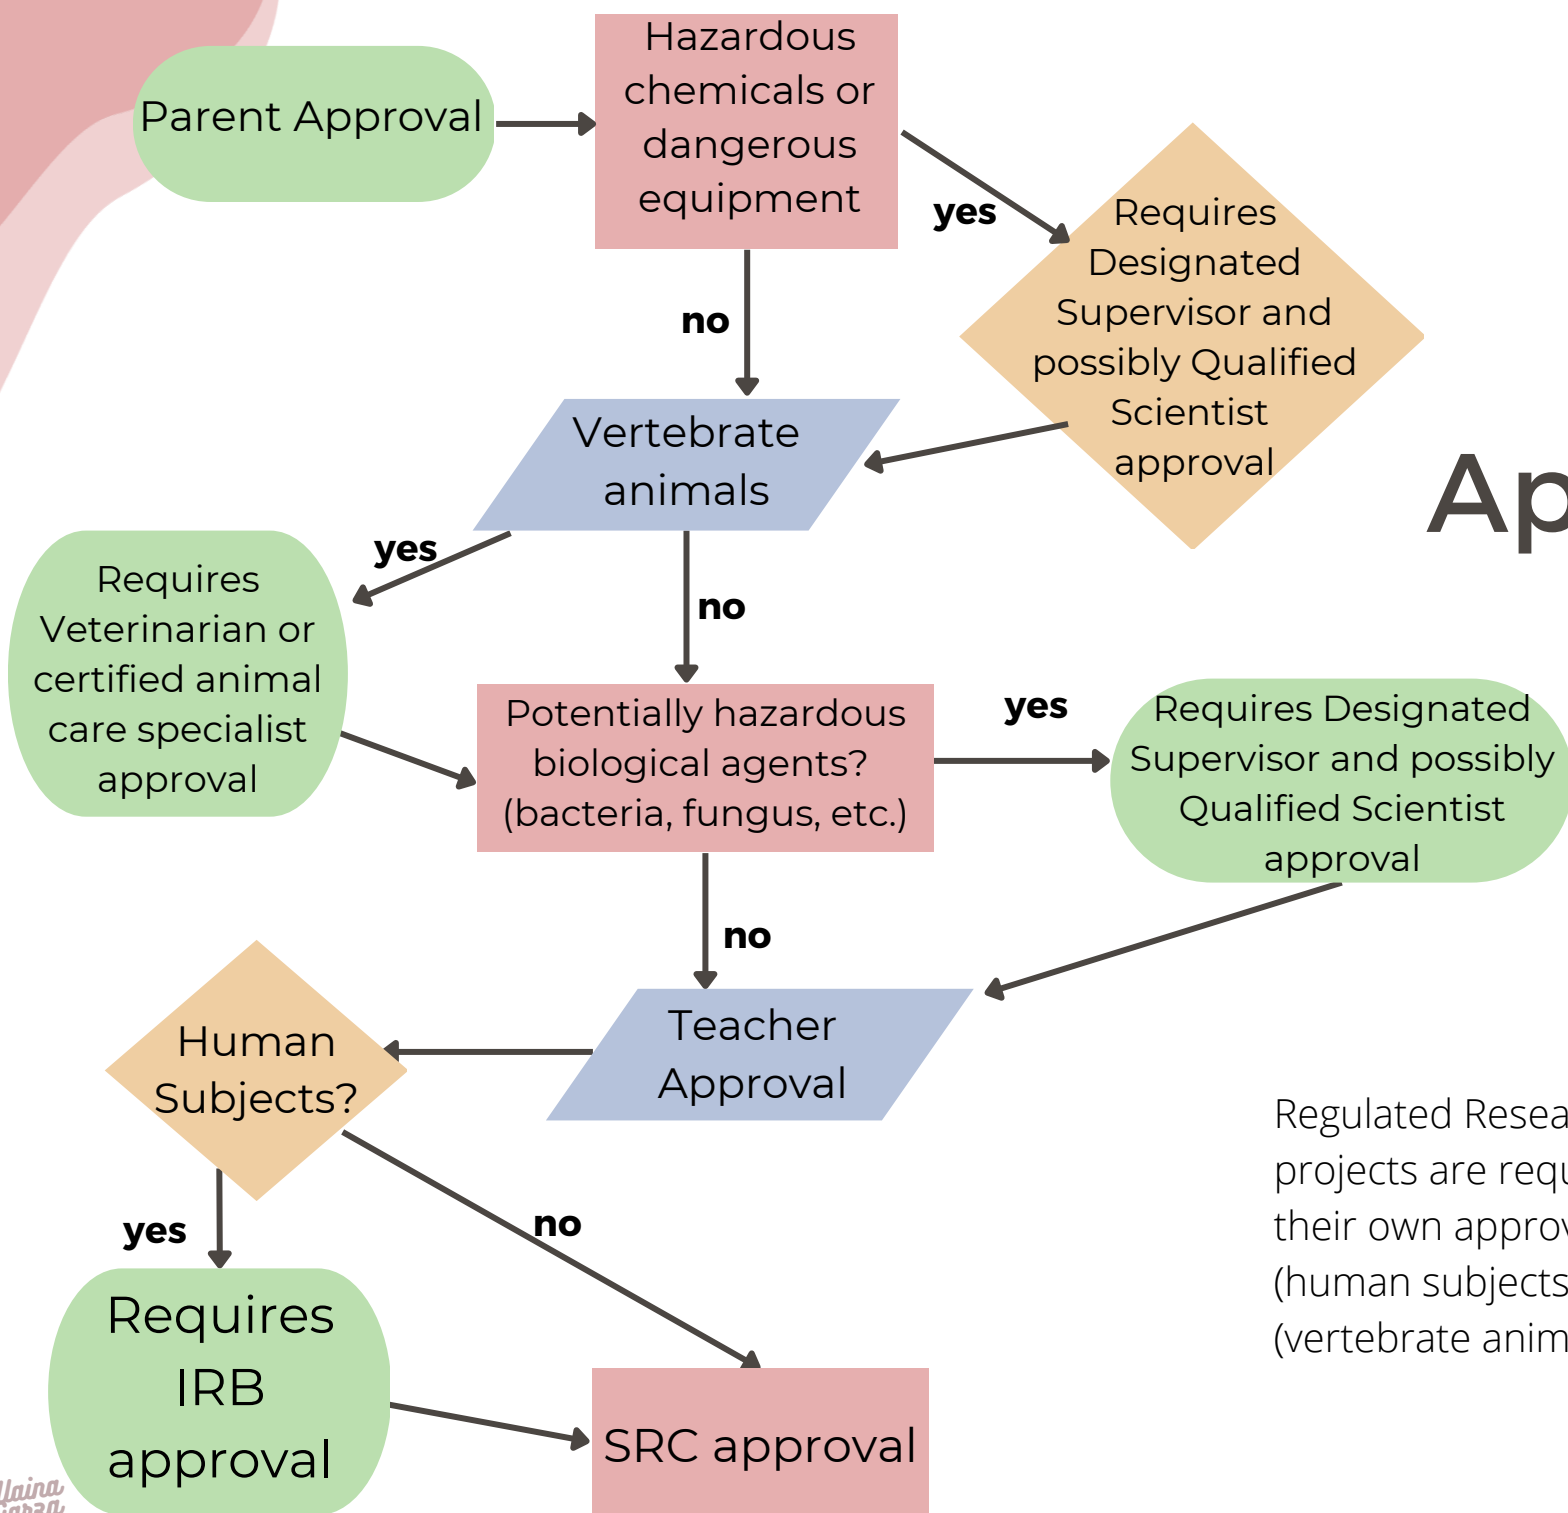 Parent Approval
Hazardous
chemicals or
dangerous
equipment
yes
Requires
Designated
Supervisor and
possibly Qualified
Scientist
approval
no
Vertebrate
animals
Ap
yes
Requires
Veterinarian or
certified animal
care specialist
approval
no
Potentially hazardous
biological agents?
(bacteria, fungus, etc.)
yes
Requires Designated
Supervisor and possibly
Qualified Scientist
approval
no
Teacher
Approval
Human
Subjects?
yes
no
Requires
IRB
approval
SRC approval
Regulated Resea
projects are requ
their own approv
(human subjects
(vertebrate anim